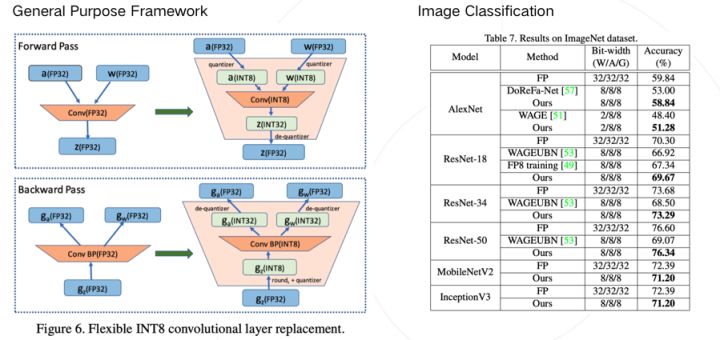 General Purpose Framework
Forward Pass
a(FP32)
w(FP32)
Conv(FP32)
z(FP32)
a(FP32)
w(FP32)
quantizer
quantizer
a(INT8)
w(INT8)
Conv(INT8)
z(INT32)
de-quantizer
z(FP32)
Backward Pass
ga(FP32)
gw(FP32)
Conv BP(FP32)
gz(FP32)
ga(FP32)
gw(FP32)
de-quantizer
de-quantizer
ga(INT32)
gw(INT32)
Conv BP(INT8)
gz(INT8)
round, + quantizer
gz(FP32)
Figure 6. Flexible INT8 convolutional layer replacement.
Image Classification
Table 7. Results on ImageNet dataset.
Model Method Bit-width (W/A/G) Accuracy (%)
AlexNet
FP 32/32/32 59.84
DoReFa-Net [57] 8/8/8 53.00
Ours 8/8/8 58.84
WAGE [51] 2/8/8 48.40
Ours 2/8/8 51.28
ResNet-18
FP 32/32/32 70.30
WAGEUBN [53] 8/8/8 66.92
FP8 training [49] 8/8/8 67.34
Ours 8/8/8 69.67
ResNet-34
FP 32/32/32 73.68
WAGEUBN [53] 8/8/8 68.50
Ours 8/8/8 73.29
ResNet-50
FP 32/32/32 76.60
WAGEUBN [53] 8/8/8 69.07
Ours 8/8/8 76.34
MobileNetV2
FP 32/32/32 72.39
Ours 8/8/8 71.20
InceptionV3
FP 32/32/32 72.39
Ours 8/8/8 71.20